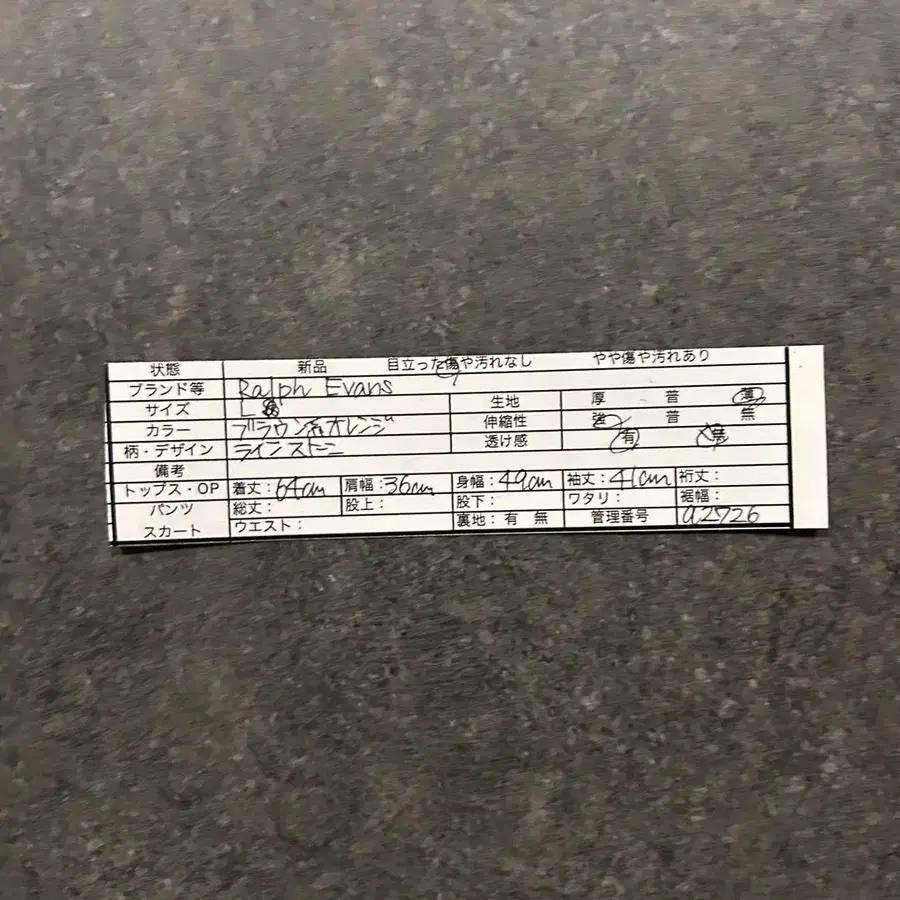 状態 新品 目立った傷や汚れなし やや傷や汚れあり
ブランド等 Ralph Evans
サイズ L 生地 厚 普 薄
カラー ブラウン系オレンジ 伸縮性 強 普 無
柄・デザイン ラインストーン 透け感 有 無
備考
トップス・OP 着丈:64cm 肩幅:36cm 身幅:49cm 袖丈:41cm 裄丈:
パンツ 総丈: 股上: 股下: ワタリ: 裾幅:
スカート ウエスト: 裏地: 有 無 管理番号 a2726